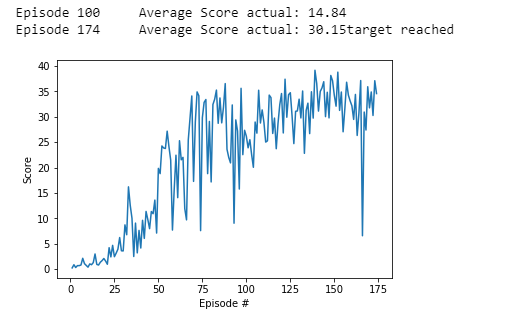 Episode 100	Average Score actual: 14.84
Episode 174	Average Score actual: 30.15target reached
40
35
30
25
20
15
10
5
0
Score
0 25 50 75 100 125 150 175
Episode #